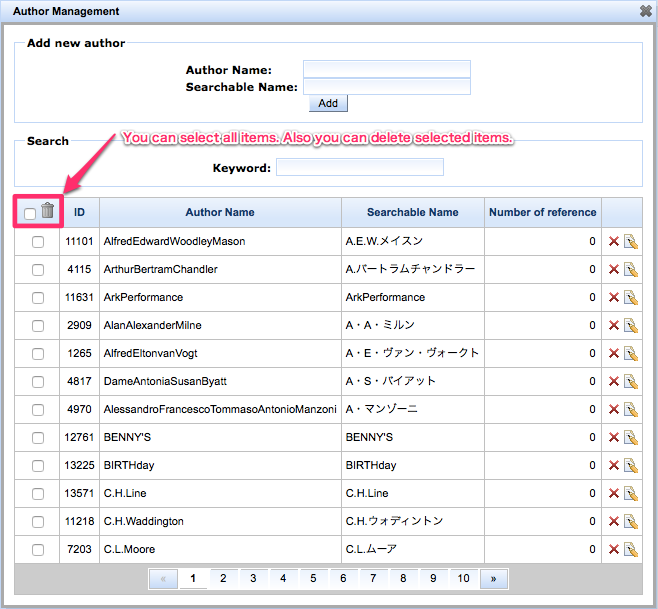 Author Management
Add new author
Author Name:
Searchable Name:
Add
You can select all items. Also you can delete selected items.
Search
Keyword:
ID Author Name Searchable Name Number of reference
11101 AlfredEdwardWoodleyMason A.E.W.メイスン 0
4115 ArthurBertramChandler A.バートラムチャンドラー 0
11631 ArkPerformance ArkPerformance 0
2909 AlanAlexanderMilne A・A・ミルン 0
1265 AlfredEltonvanVogt A・E・ヴァン・ヴォークト 0
4817 DameAntoniaSusanByatt A・S・バイアット 0
4970 AlessandroFrancescoTommasoAntonioManzoni A・マンゾーニ 0
12761 BENNY'S BENNY'S 0
13225 BIRTHday BIRTHday 0
13571 C.H.Line C.H.Line 0
11218 C.H.Waddington C.H.ウォディントン 0
7203 C.L.Moore C.L.ムーア 0
« 1 2 3 4 5 6 7 8 9 10 »